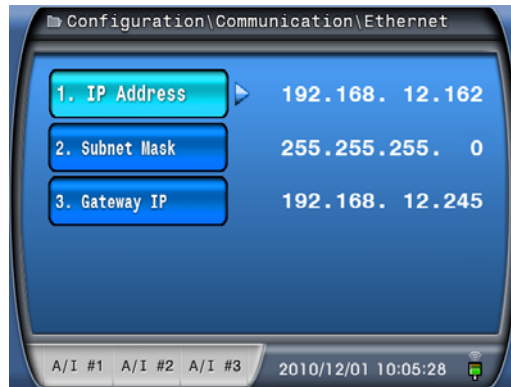 Configuration\Communication\Ethernet
1. IP Address 192.168. 12.162
2. Subnet Mask 255.255.255. 0
3. Gateway IP 192.168. 12.245
A/I #1 A/I #2 A/I #3 2010/12/01 10:05:28